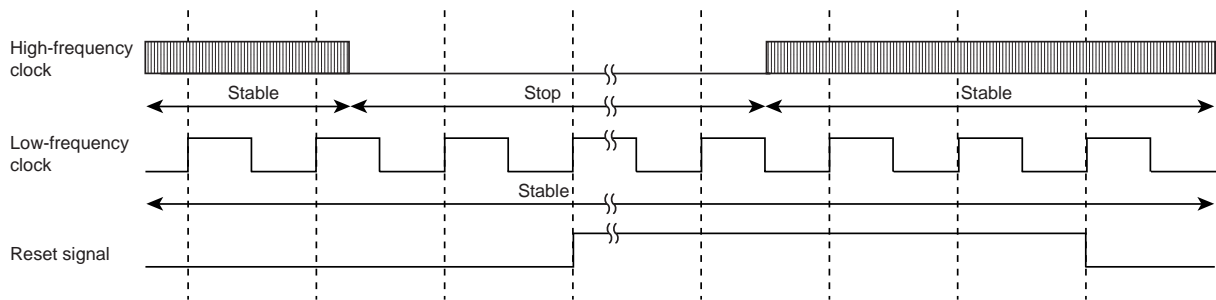 High-frequency
clock
Stable
Stop
Stable
Low-frequency
clock
Stable
Reset signal